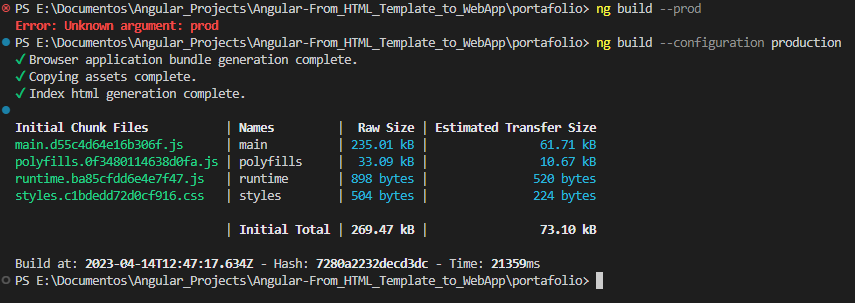 PS E:\Documentos\Angular_Projects\Angular-From_HTML_Template_to_WebApp\portafolio> ng build --prod
Error: Unknown argument: prod
PS E:\Documentos\Angular_Projects\Angular-From_HTML_Template_to_WebApp\portafolio> ng build --configuration production
✓ Browser application bundle generation complete.
✓ Copying assets complete.
✓ Index html generation complete.
Initial Chunk Files | Names | Raw Size | Estimated Transfer Size
main.d55c4d64e16b306f.js | main | 235.01 kB | 61.71 kB
polyfills.0f3480114638d0fa.js | polyfills | 33.09 kB | 10.67 kB
runtime.ba85cfdd6e4e7f47.js | runtime | 898 bytes | 520 bytes
styles.c1bdedd72d0cf916.css | styles | 504 bytes | 224 bytes
| Initial Total | 269.47 kB | 73.10 kB
Build at: 2023-04-14T12:47:17.634Z - Hash: 7280a2232decd3dc - Time: 21359ms
PS E:\Documentos\Angular_Projects\Angular-From_HTML_Template_to_WebApp\portafolio>